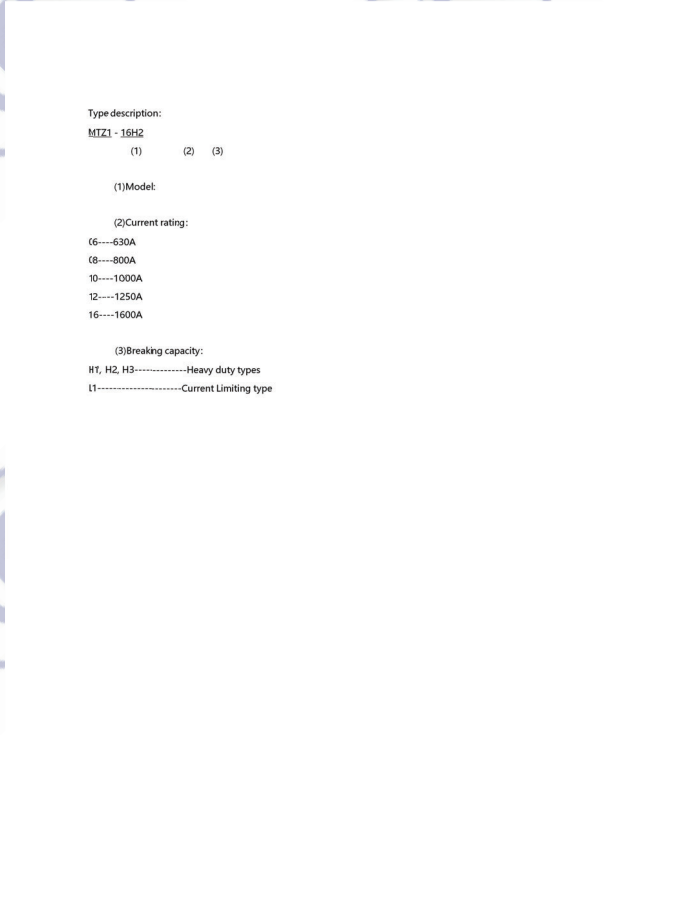 Type description:
MTZ1 - 16H2
(1) (2) (3)
(1)Model:
(2)Current rating:
06----630A
08----800A
10----1000A
12----1250A
16----1600A
(3)Breaking capacity:
H1, H2, H3--------------Heavy duty types
L1-----------------------Current Limiting type